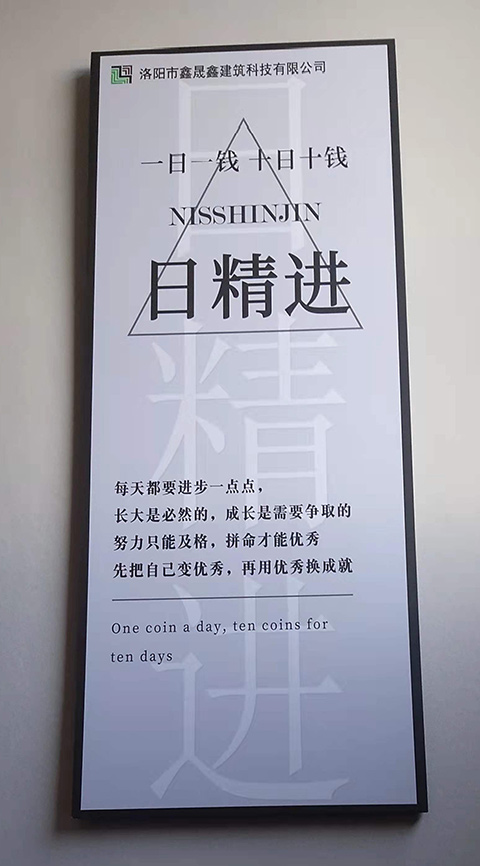 洛阳市鑫晟鑫建筑科技有限公司
一日一钱 十日十钱
NISSHINJIN
日精进
每天都要进步一点点，
长大是必然的，成长是需要争取的
努力只能及格，拼命才能优秀
先把自己变优秀，再用优秀换成就
One coin a day, ten coins for
ten days
日
精
进